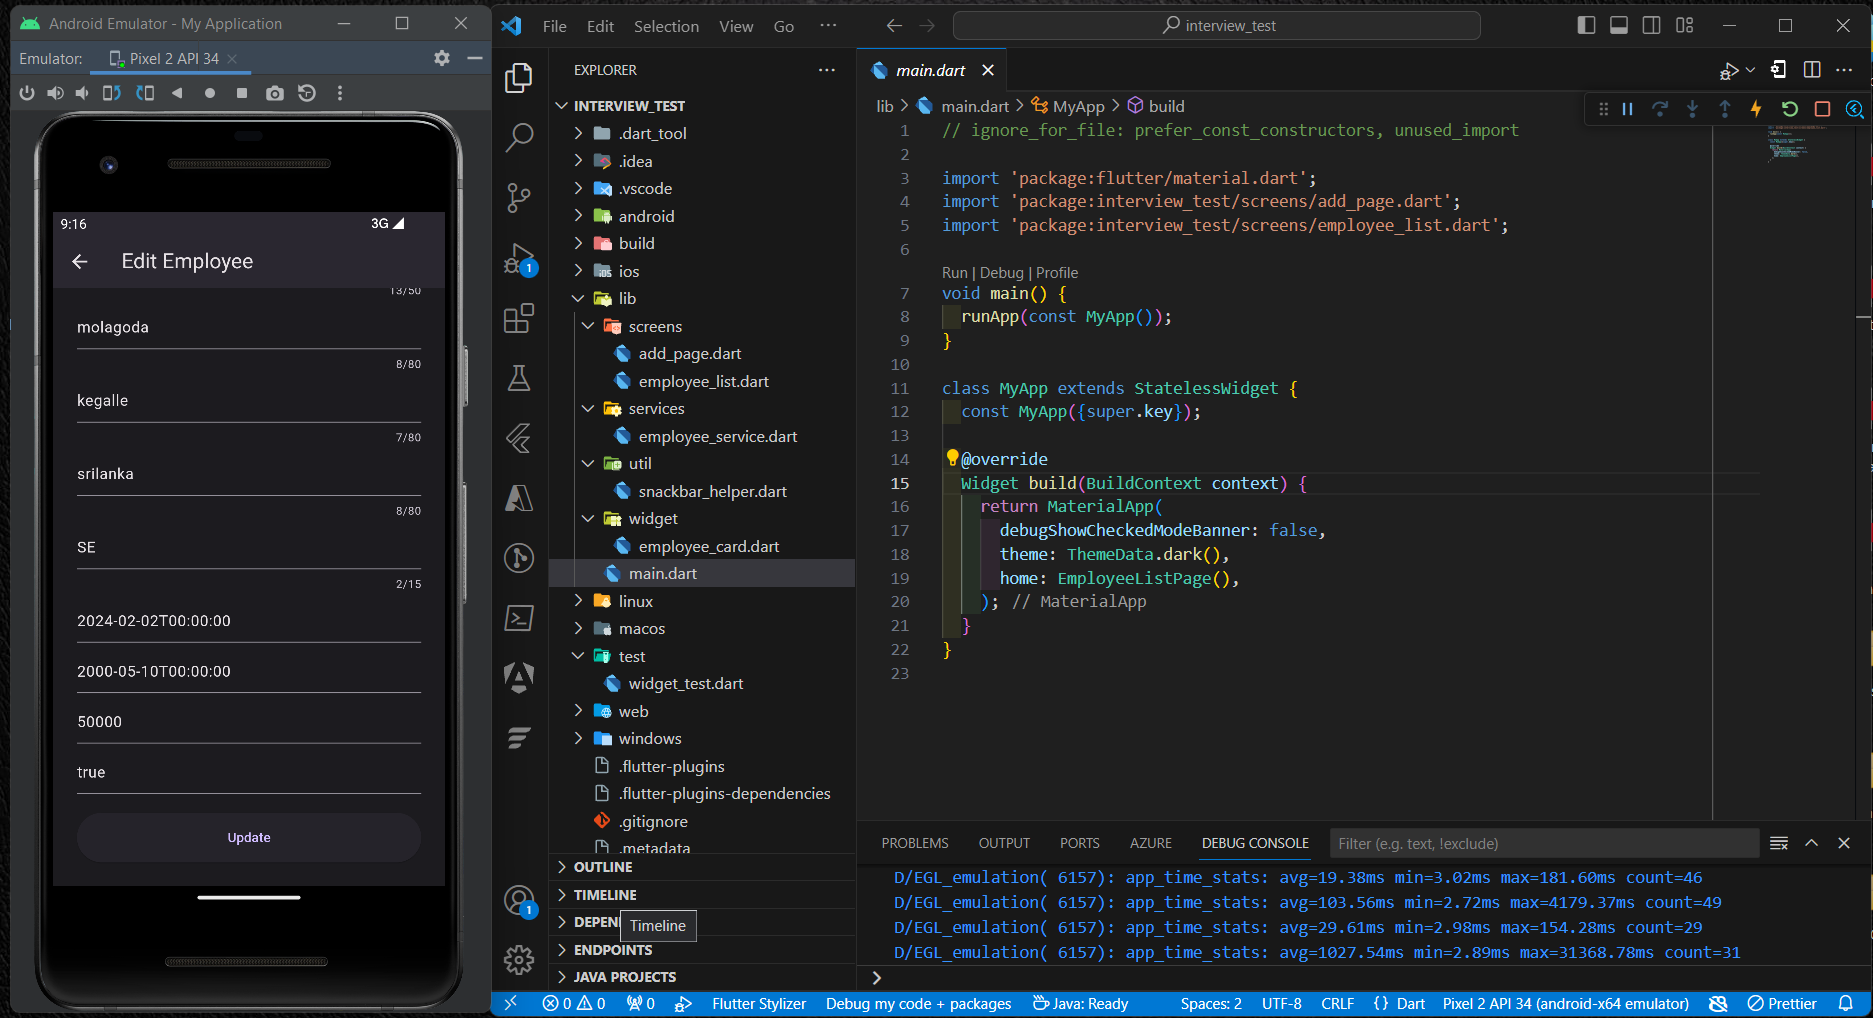 Android Emulator - My Application
Emulator: Pixel 2 API 34
9:16 3G
Edit Employee
13/50
molagoda
8/80
kegalle
7/80
srilanka
8/80
SE
2/15
2024-02-02T00:00:00
2000-05-10T00:00:00
50000
true
Update
File Edit Selection View Go ···
interview_test
EXPLORER
INTERVIEW_TEST
.dart_tool
.idea
.vscode
android
build
ios
lib
screens
add_page.dart
employee_list.dart
services
employee_service.dart
util
snackbar_helper.dart
widget
employee_card.dart
main.dart
linux
macos
test
widget_test.dart
web
windows
.flutter-plugins
.flutter-plugins-dependencies
.gitignore
.metadata
OUTLINE
TIMELINE
DEPEN
Timeline
ENDPOINTS
JAVA PROJECTS
1
1
main.dart
lib > main.dart > MyApp > build
1 // ignore_for_file: prefer_const_constructors, unused_import
2
3 import 'package:flutter/material.dart';
4 import 'package:interview_test/screens/add_page.dart';
5 import 'package:interview_test/screens/employee_list.dart';
6
Run | Debug | Profile
7 void main() {
8 runApp(const MyApp());
9 }
10
11 class MyApp extends StatelessWidget {
12 const MyApp({super.key});
13
14 @override
15 Widget build(BuildContext context) {
16 return MaterialApp(
17 debugShowCheckedModeBanner: false,
18 theme: ThemeData.dark(),
19 home: EmployeeListPage(),
20 ); // MaterialApp
21 }
22 }
23
PROBLEMS OUTPUT PORTS AZURE DEBUG CONSOLE Filter (e.g. text, !exclude)
D/EGL_emulation( 6157): app_time_stats: avg=19.38ms min=3.02ms max=181.60ms count=46
D/EGL_emulation( 6157): app_time_stats: avg=103.56ms min=2.72ms max=4179.37ms count=49
D/EGL_emulation( 6157): app_time_stats: avg=29.61ms min=2.98ms max=154.28ms count=29
D/EGL_emulation( 6157): app_time_stats: avg=1027.54ms min=2.89ms max=31368.78ms count=31
>
0 0 0 Flutter Stylizer Debug my code + packages Java: Ready Spaces: 2 UTF-8 CRLF {} Dart Pixel 2 API 34 (android-x64 emulator) Prettier